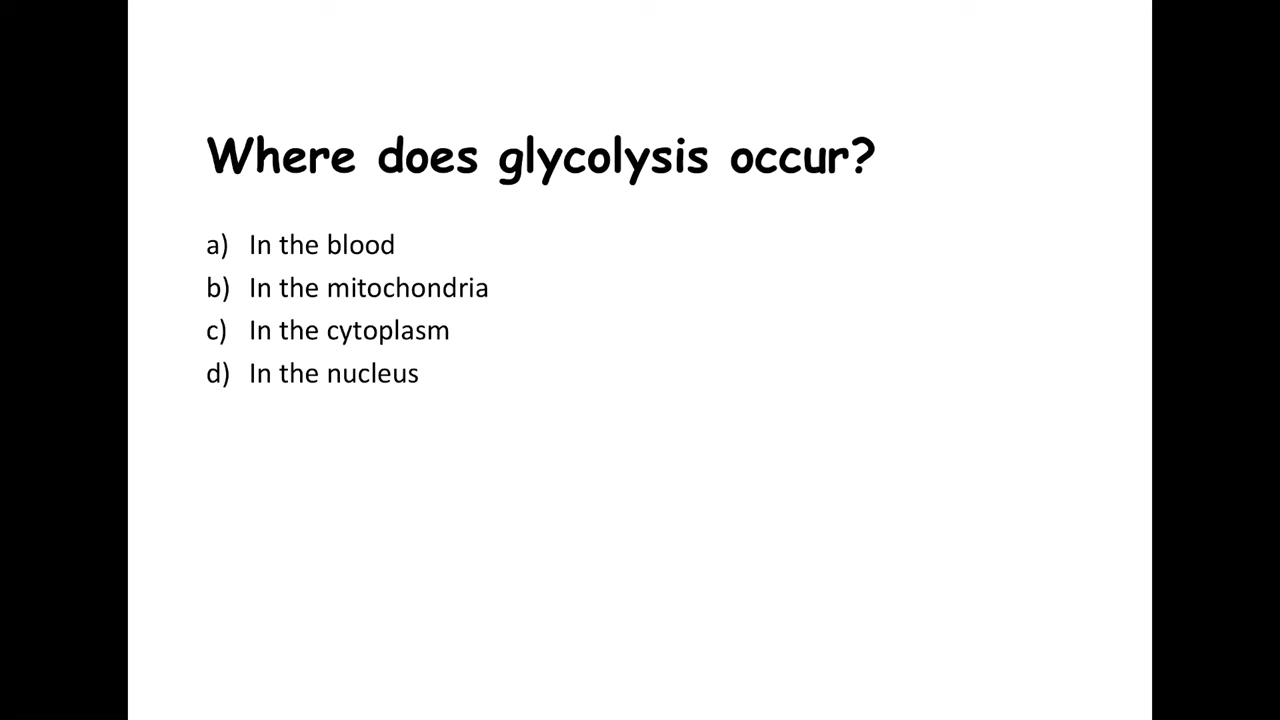 Where does glycolysis occur?
a) In the blood
b) In the mitochondria
c) In the cytoplasm
d) In the nucleus